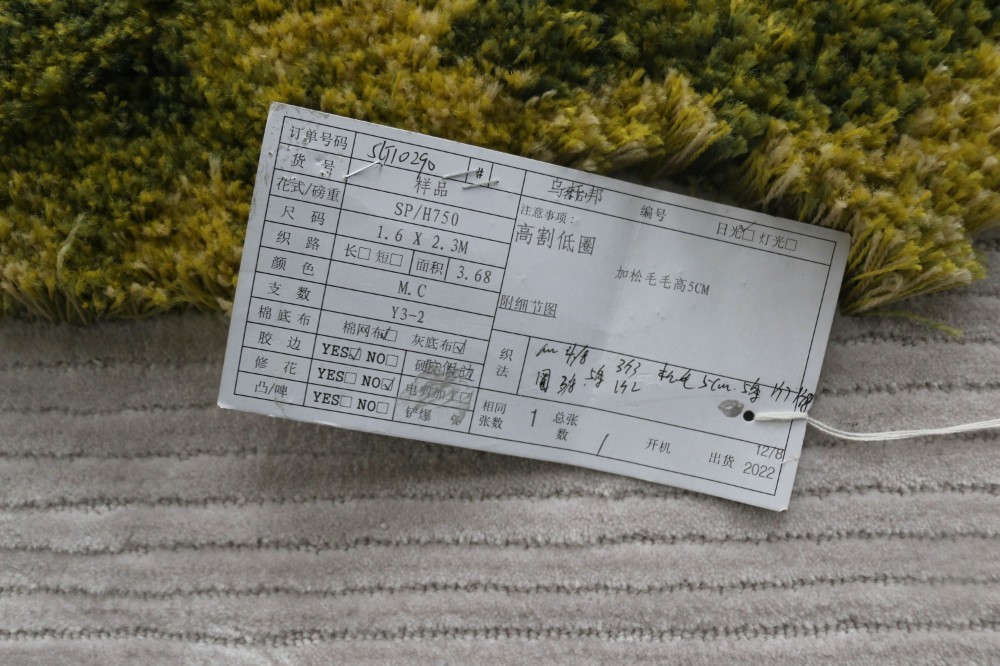 订单号码 5G10290 #
货号 样品
花式/磅重 SP/H750
尺码 1.6 X 2.3M
织路 长□ 短□ 面积 3.68
颜色 M.C
支数 Y3-2
棉底布 棉网布☑ 灰底布☑
胶边 YES☑ NO□
修花 YES□ NO☑
凸/啤 YES□ NO□
乌托邦 编号 日光☑ 灯光□
注意事项:
高割低圈
加松毛毛高5CM
附细节图
织法
相同张数 1 总张数 / 开机 出货
1278
2022